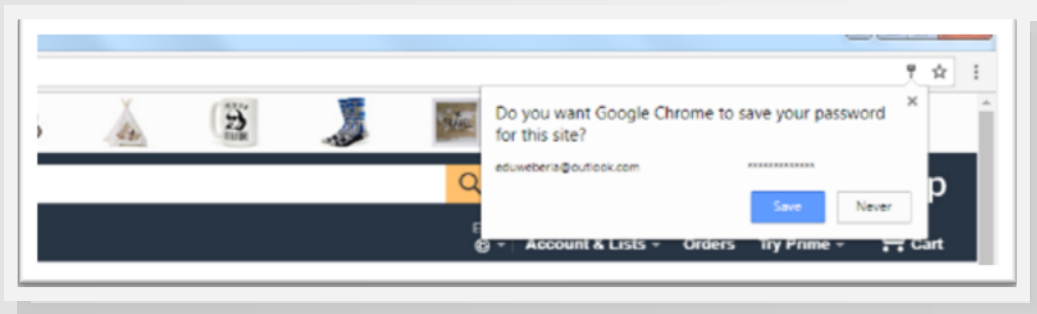 Do you want Google Chrome to save your password
for this site?
eduweberia@outlook.com *************
Save Never
p
E
Account & Lists Orders Try Prime Cart